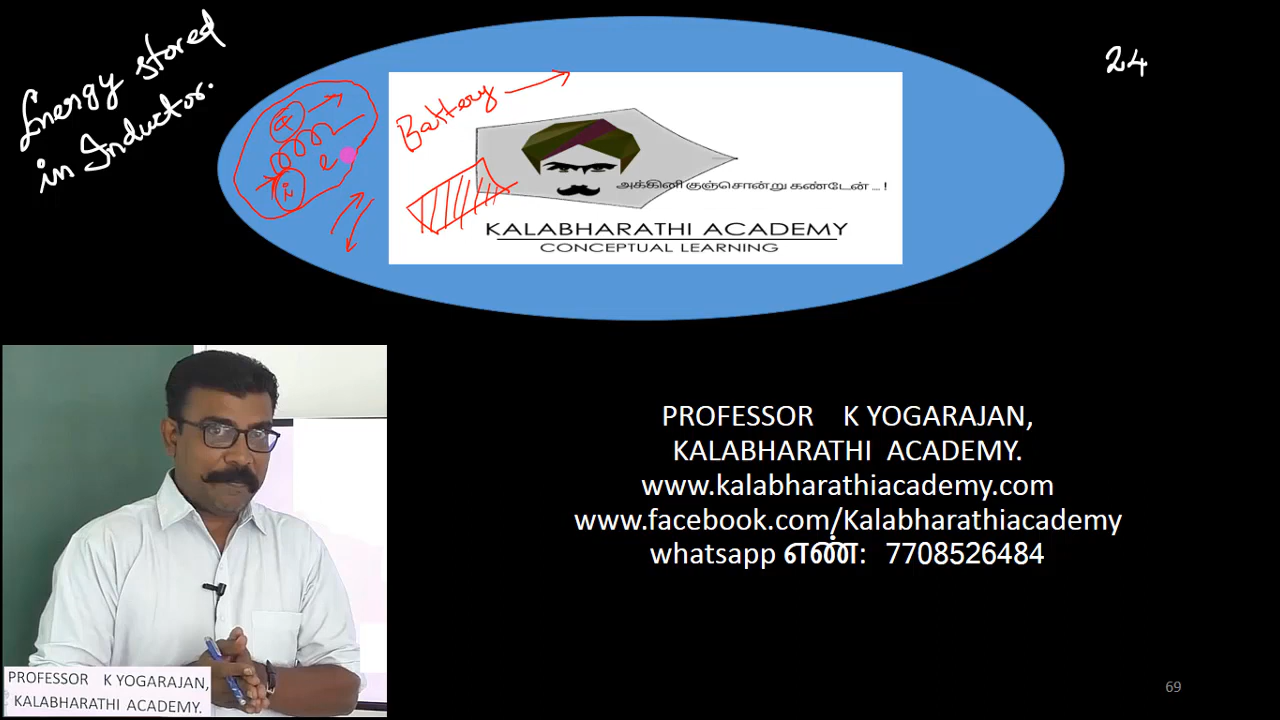 Energy stored
in Inductor.
24
Battery
i
அக்கினி குஞ்சொன்று கண்டேன் ...!
KALABHARATHI ACADEMY
CONCEPTUAL LEARNING
PROFESSOR K YOGARAJAN,
KALABHARATHI ACADEMY.
www.kalabharathiacademy.com
www.facebook.com/Kalabharathiacademy
whatsapp எண்: 7708526484
PROFESSOR K YOGARAJAN,
KALABHARATHI ACADEMY.
69